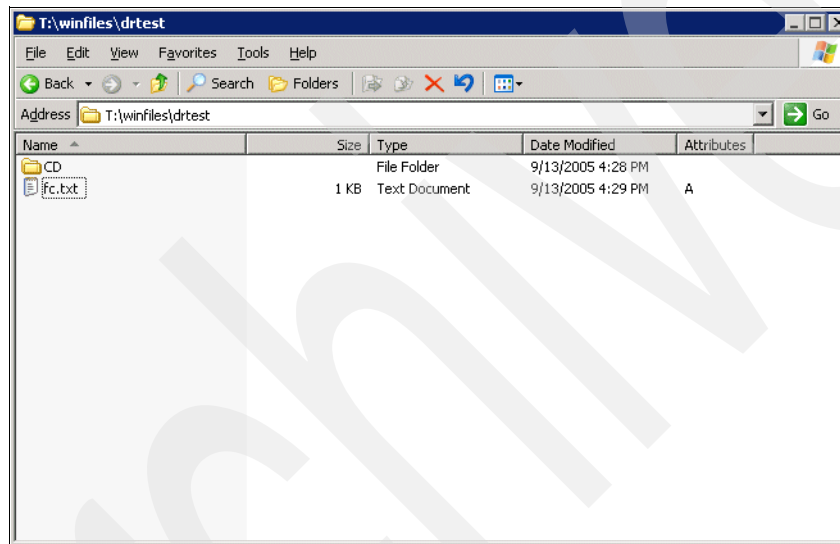 T:\winfiles\drtest
File Edit View Favorites Tools Help
Back Search Folders
Address T:\winfiles\drtest Go
Name Size Type Date Modified Attributes
CD File Folder 9/13/2005 4:28 PM
fc.txt 1 KB Text Document 9/13/2005 4:29 PM A